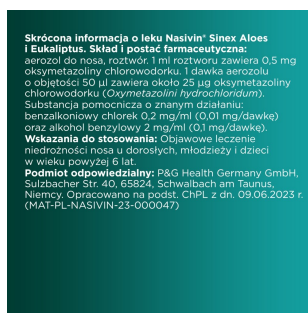 Skrócona informacja o leku Nasivin® Sinex Aloes
i Eukaliptus. Skład i postać farmaceutyczna:
aerozol do nosa, roztwór. 1 ml roztworu zawiera 0,5 mg
oksymetazoliny chlorowodorku. 1 dawka aerozolu
o objętości 50 µl zawiera około 25 µg oksymetazoliny
chlorowodorku (Oxymetazolini hydrochloridum).
Substancja pomocnicza o znanym działaniu:
benzalkoniowy chlorek 0,2 mg/ml (0,01 mg/dawkę)
oraz alkohol benzylowy 2 mg/ml (0,1 mg/dawkę).
Wskazania do stosowania: Objawowe leczenie
niedrożności nosa u dorosłych, młodzieży i dzieci
w wieku powyżej 6 lat.
Podmiot odpowiedzialny: P&G Health Germany GmbH,
Sulzbacher Str. 40, 65824, Schwalbach am Taunus,
Niemcy. Opracowano na podst. ChPL z dn. 09.06.2023 r.
(MAT-PL-NASIVIN-23-000047)